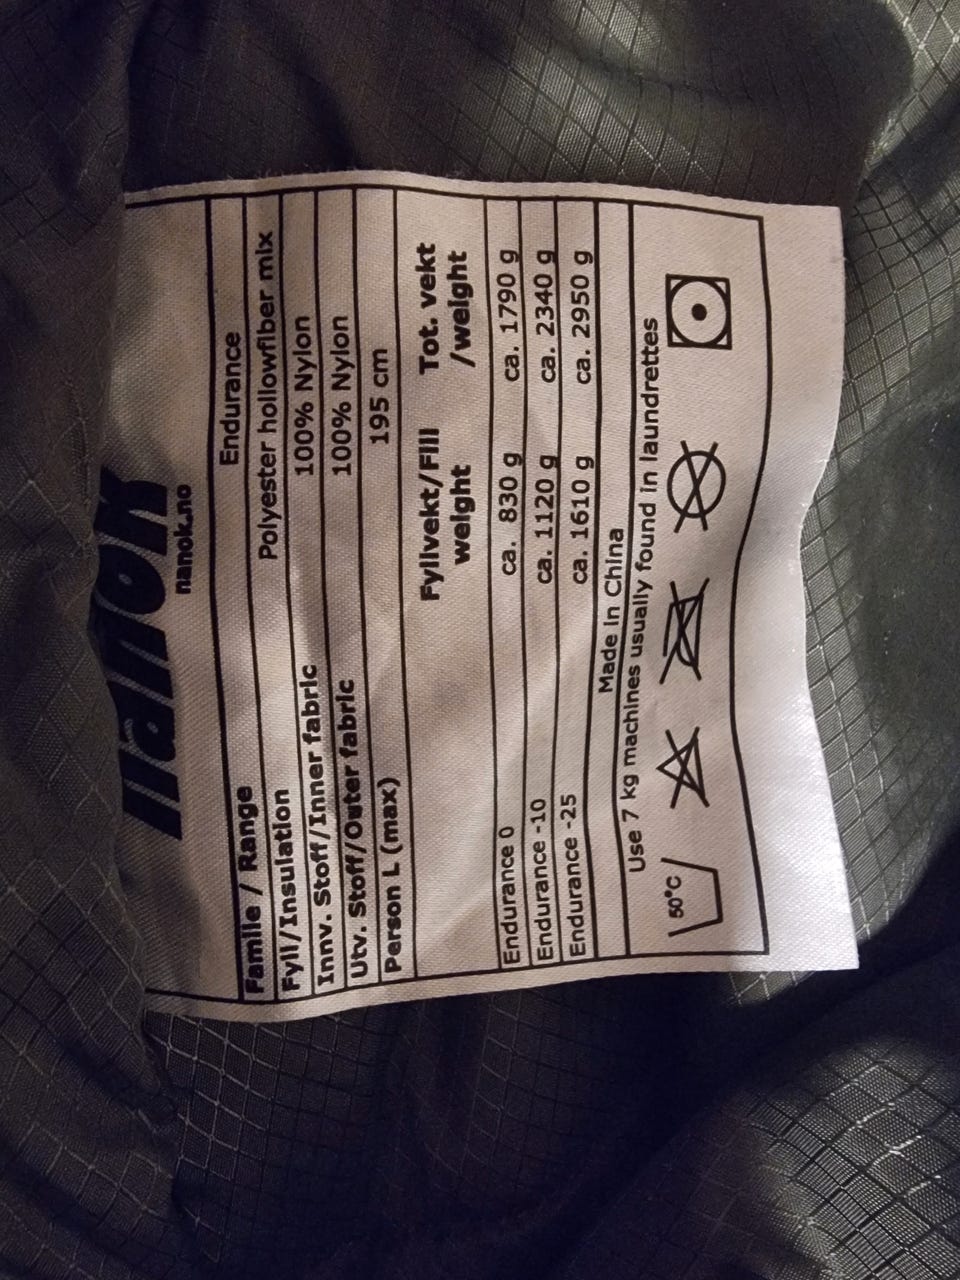 nanok
nanok.no
Familie / Range Endurance
Fyll/Insulation Polyester hollowfiber mix
Innv. Stoff/Inner fabric 100% Nylon
Utv. Stoff/Outer fabric 100% Nylon
Person L (max) 195 cm
Fyllvekt/Fill weight Tot. vekt /weight
Endurance 0 ca. 830 g ca. 1790 g
Endurance -10 ca. 1120 g ca. 2340 g
Endurance -25 ca. 1610 g ca. 2950 g
Made in China
Use 7 kg machines usually found in laundrettes
50°C